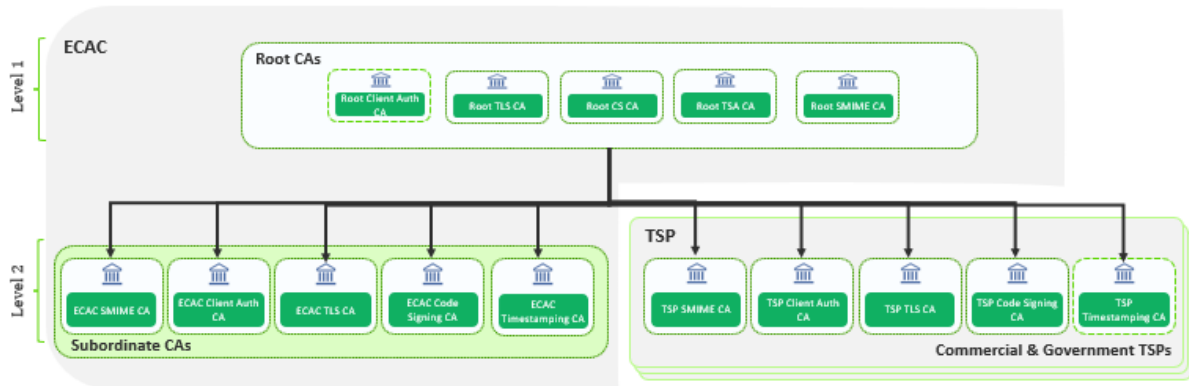 ECAC
Level 1
Root CAs
Root Client Auth
CA
Root TLS CA
Root CS CA
Root TSA CA
Root SMIME CA
Level 2
ECAC SMIME CA
ECAC Client Auth
CA
ECAC TLS CA
ECAC Code
Signing CA
ECAC
Timestamping CA
Subordinate CAs
TSP
TSP SMIME CA
TSP Client Auth
CA
TSP TLS CA
TSP Code Signing
CA
TSP
Timestamping CA
Commercial & Government TSPs